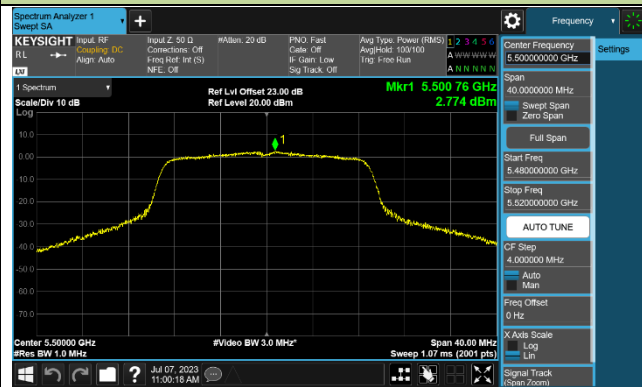 Spectrum Analyzer 1
Swept SA
Frequency
KEYSIGHT
RL
LXI
Input: RF
Coupling: DC
Align: Auto
Input Z: 50 Ω
Corrections: Off
Freq Ref: Int (S)
NFE: Off
#Atten: 20 dB
PNO: Fast
Gate: Off
IF Gain: Low
Sig Track: Off
Avg Type: Power (RMS)
Avg|Hold: 100/100
Trig: Free Run
1 2 3 4 5 6
A W W W W W
A N N N N N
1 Spectrum
Scale/Div 10 dB
Log
Ref Lvl Offset 23.00 dB
Ref Level 20.00 dBm
Mkr1 5.500 76 GHz
2.774 dBm
1
10.0
0.00
-10.0
-20.0
-30.0
-40.0
-50.0
-60.0
-70.0
Center 5.50000 GHz
#Res BW 1.0 MHz
#Video BW 3.0 MHz*
Span 40.00 MHz
Sweep 1.07 ms (2001 pts)
Jul 07, 2023
11:00:18 AM
Center Frequency
5.500000000 GHz
Settings
Span
40.0000000 MHz
Swept Span
Zero Span
Full Span
Start Freq
5.480000000 GHz
Stop Freq
5.520000000 GHz
AUTO TUNE
CF Step
4.000000 MHz
Auto
Man
Freq Offset
0 Hz
X Axis Scale
Log
Lin
Signal Track
(Span Zoom)